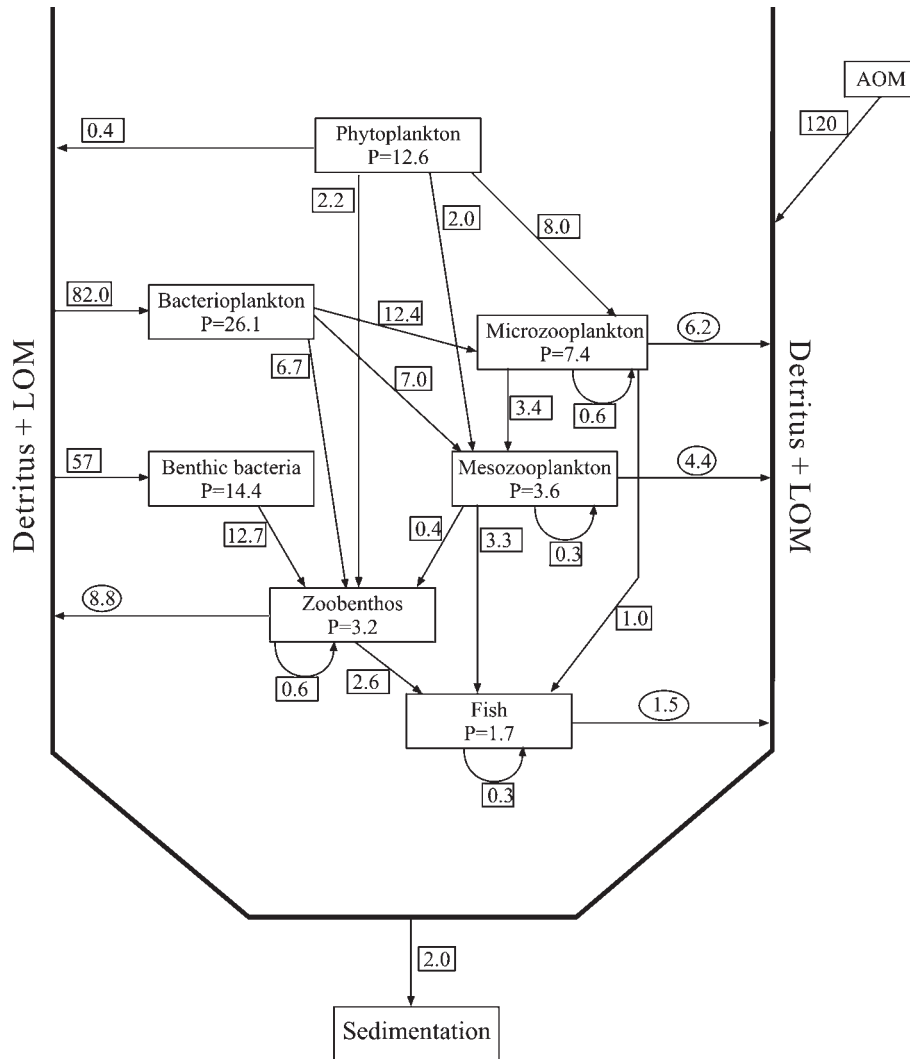 AOM
120
Phytoplankton
P=12.6
0.4
2.2
2.0
8.0
82.0
Bacterioplankton
P=26.1
12.4
Microzooplankton
P=7.4
6.2
6.7
7.0
3.4
0.6
Detritus + LOM
Detritus + LOM
57
Benthic bacteria
P=14.4
Mesozooplankton
P=3.6
4.4
12.7
0.4
3.3
0.3
8.8
Zoobenthos
P=3.2
1.0
0.6
2.6
Fish
P=1.7
1.5
0.3
2.0
Sedimentation